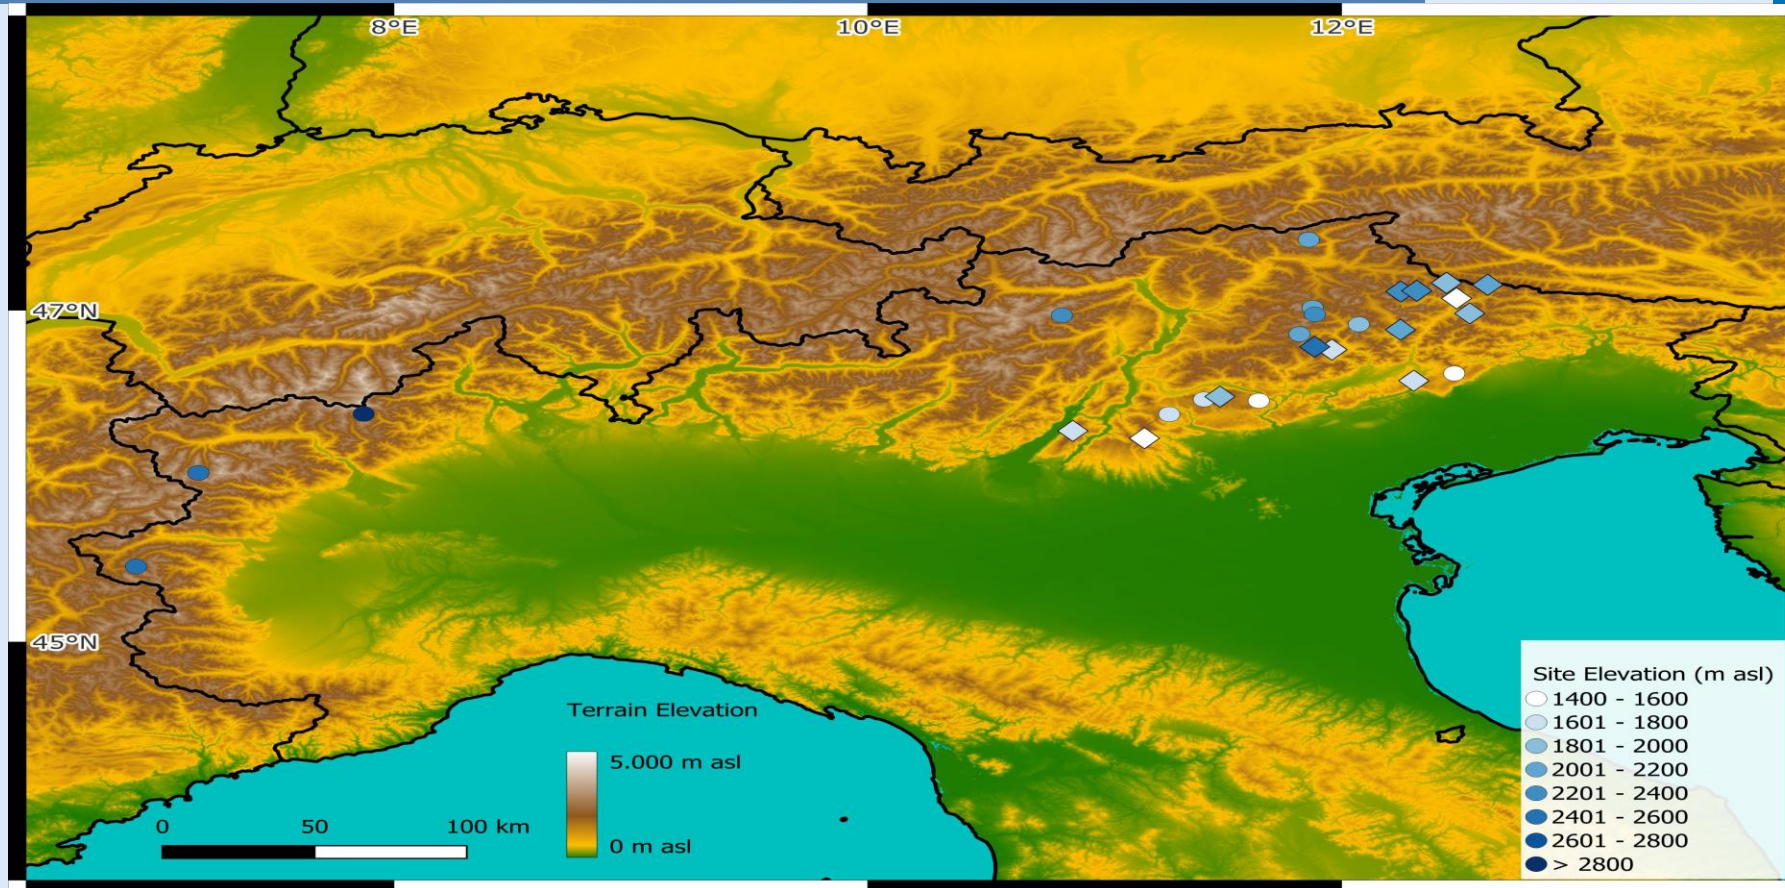 8°E
10°E
12°E
47°N
45°N
Terrain Elevation
5.000 m asl
0 m asl
0
50
100 km
Site Elevation (m asl)
1400 - 1600
1601 - 1800
1801 - 2000
2001 - 2200
2201 - 2400
2401 - 2600
2601 - 2800
> 2800